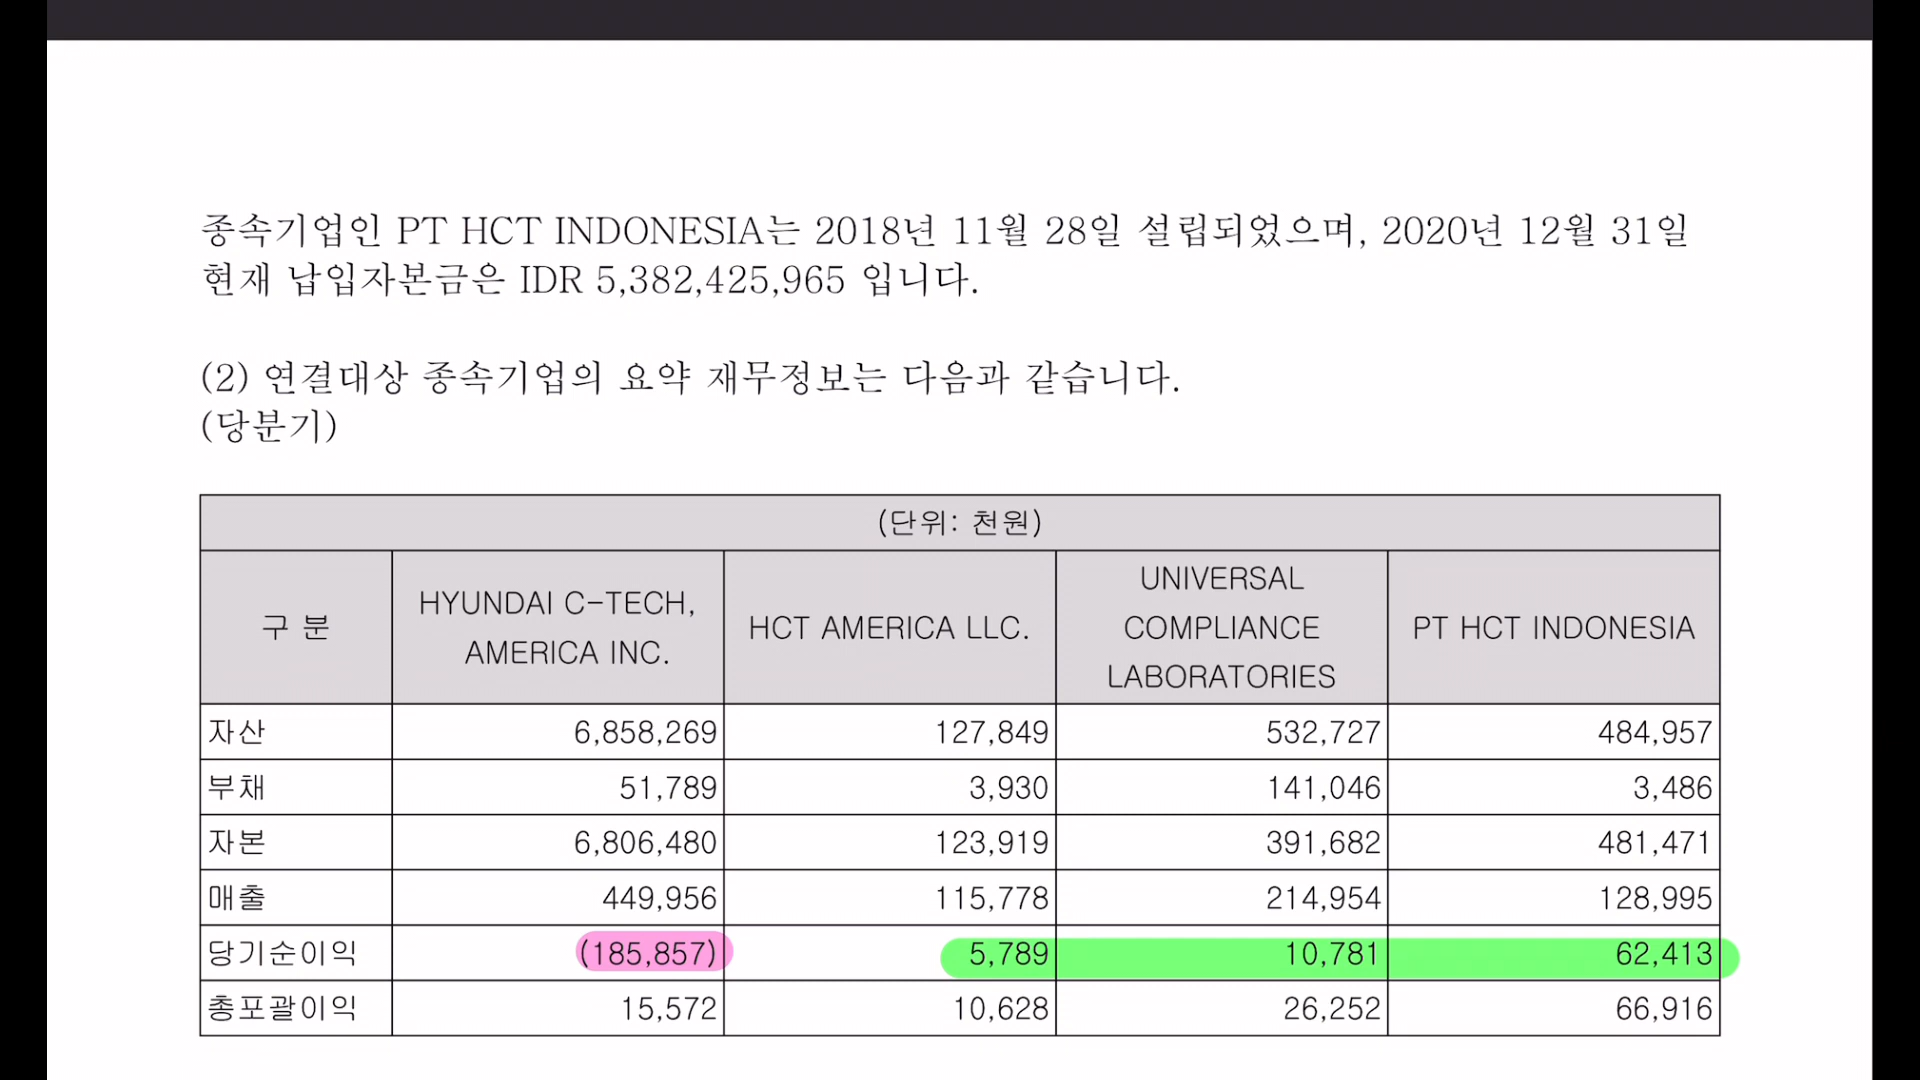 종속기업인 PT HCT INDONESIA는 2018년 11월 28일 설립되었으며, 2020년 12월 31일
현재 납입자본금은 IDR 5,382,425,965 입니다.
(2) 연결대상 종속기업의 요약 재무정보는 다음과 같습니다.
(당분기)
(단위: 천원)
구 분 HYUNDAI C-TECH, AMERICA INC. HCT AMERICA LLC. UNIVERSAL COMPLIANCE LABORATORIES PT HCT INDONESIA
자산 6,858,269 127,849 532,727 484,957
부채 51,789 3,930 141,046 3,486
자본 6,806,480 123,919 391,682 481,471
매출 449,956 115,778 214,954 128,995
당기순이익 (185,857) 5,789 10,781 62,413
총포괄이익 15,572 10,628 26,252 66,916